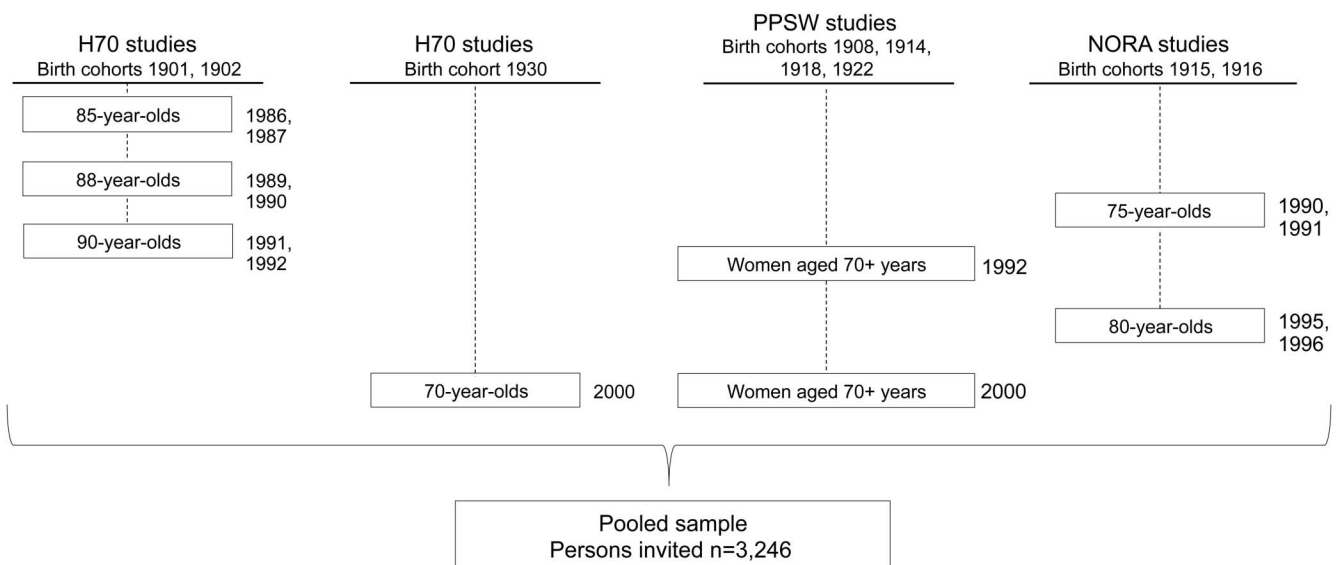 H70 studies
Birth cohorts 1901, 1902
85-year-olds
1986,
1987
88-year-olds
1989,
1990
90-year-olds
1991,
1992
H70 studies
Birth cohort 1930
70-year-olds
2000
PPSW studies
Birth cohorts 1908, 1914,
1918, 1922
Women aged 70+ years
1992
Women aged 70+ years
2000
NORA studies
Birth cohorts 1915, 1916
75-year-olds
1990,
1991
80-year-olds
1995,
1996
Pooled sample
Persons invited n=3,246